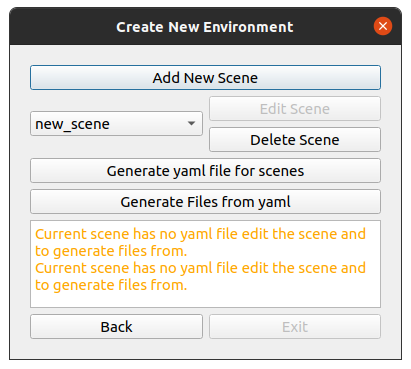 Create New Environment
Add New Scene
new_scene
Edit Scene
Delete Scene
Generate yaml file for scenes
Generate Files from yaml
Current scene has no yaml file edit the scene and
to generate files from.
Current scene has no yaml file edit the scene and
to generate files from.
Back
Exit